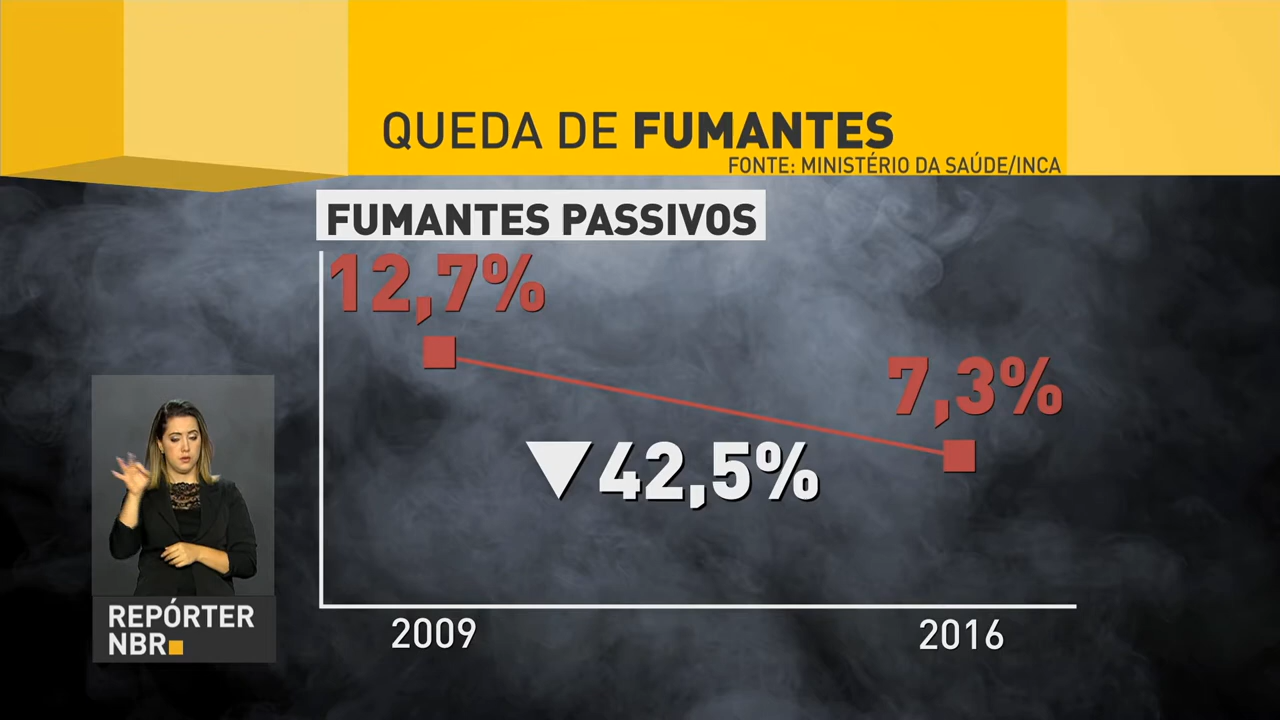 QUEDA DE FUMANTES
FONTE: MINISTÉRIO DA SAÚDE/INCA
FUMANTES PASSIVOS
12,7%
7,3%
42,5%
2009
2016
REPÓRTER
NBR